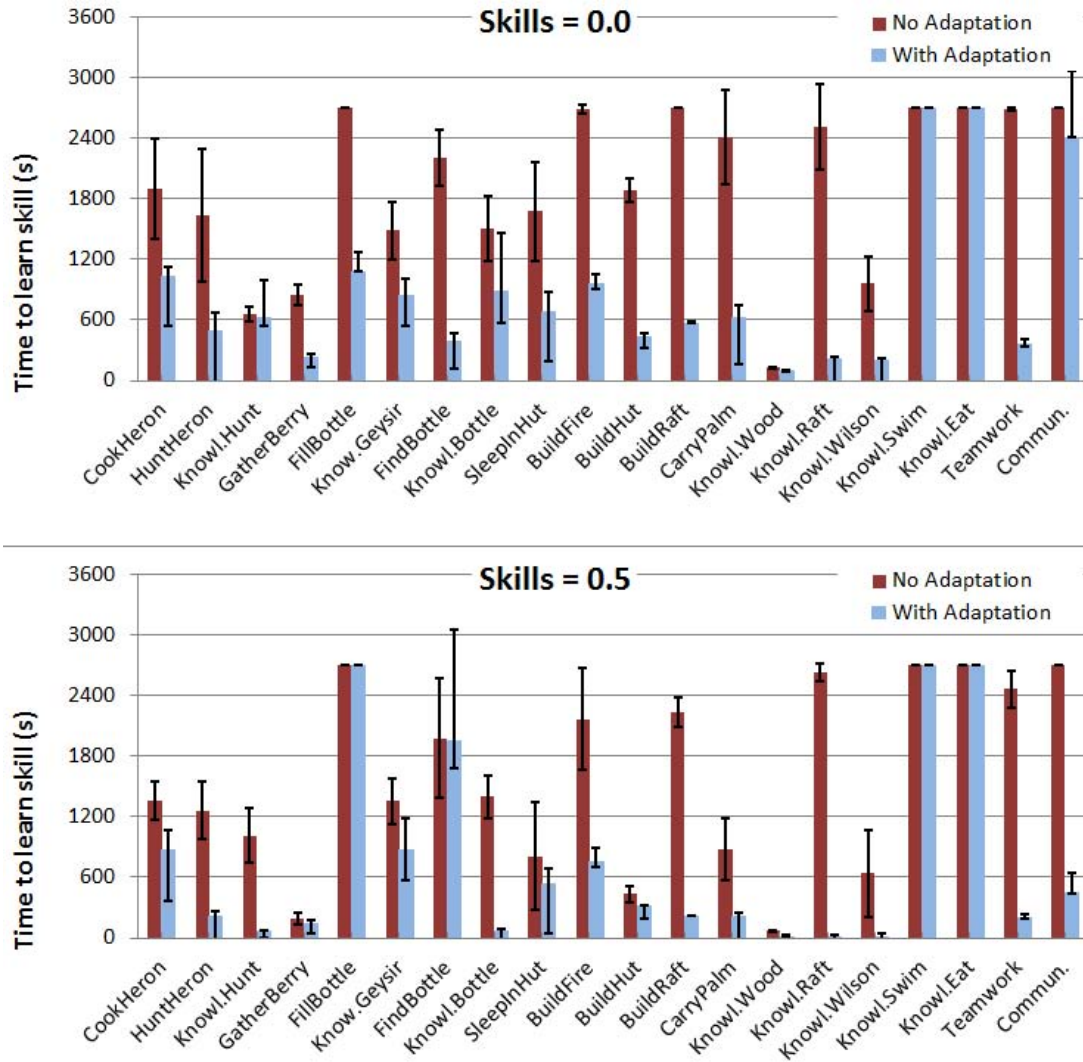 Skills = 0.0
No Adaptation
With Adaptation
Time to learn skill (s)
3600
3000
2400
1800
1200
600
0
CookHeron
HuntHeron
Knowl.Hunt
GatherBerry
FillBottle
Know.Geysir
FindBottle
Knowl.Bottle
SleepInHut
BuildFire
BuildHut
BuildRaft
CarryPalm
Knowl.Wood
Knowl.Raft
Knowl.Wilson
Knowl.Swim
Knowl.Eat
Teamwork
Commun.
Skills = 0.5
No Adaptation
With Adaptation
Time to learn skill (s)
3600
3000
2400
1800
1200
600
0
CookHeron
HuntHeron
Knowl.Hunt
GatherBerry
FillBottle
Know.Geysir
FindBottle
Knowl.Bottle
SleepInHut
BuildFire
BuildHut
BuildRaft
CarryPalm
Knowl.Wood
Knowl.Raft
Knowl.Wilson
Knowl.Swim
Knowl.Eat
Teamwork
Commun.